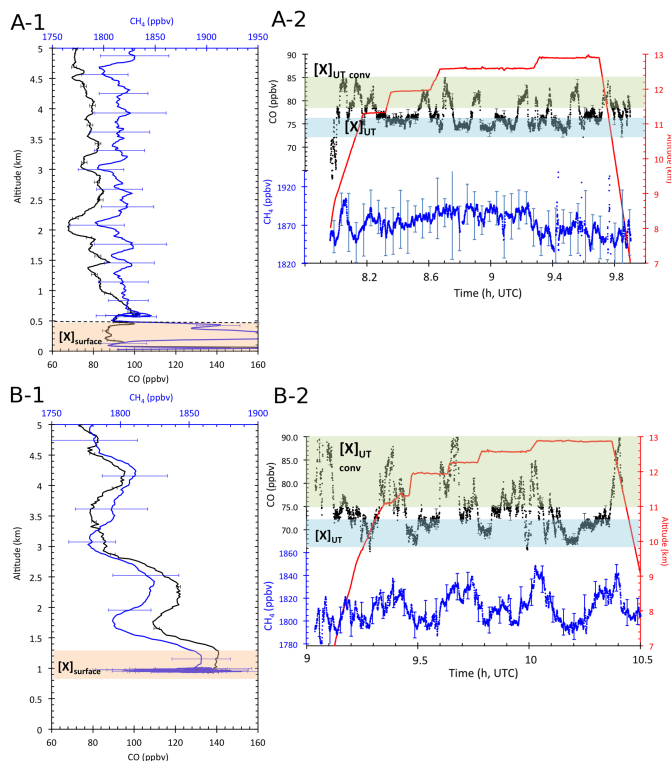 A-1
CH4 (ppbv)
1750 1800 1850 1900 1950
5
4.5
4
3.5
3
2.5
2
1.5
1
0.5
0
Altitude (km)
[X]surface
60 80 100 120 140 160
CO (ppbv)
A-2
90
85
80
75
70
CO (ppbv)
[X]UT conv
[X]UT
1920
1870
1820
CH4 (ppbv)
13
12
11
10
9
8
7
Altitude (km)
8.2 8.6 9 9.4 9.8
Time (h, UTC)
B-1
CH4 (ppbv)
1750 1800 1850 1900
5
4.5
4
3.5
3
2.5
2
1.5
1
0.5
0
Altitude (km)
[X]surface
60 80 100 120 140 160
CO (ppbv)
B-2
90.0
85.0
80.0
75.0
70.0
CO (ppbv)
[X]UT
conv
[X]UT
1860
1840
1820
1800
1780
CH4 (ppbv)
13
12
11
10
9
8
7
Altitude (km)
9 9.5 10 10.5
Time (h, UTC)